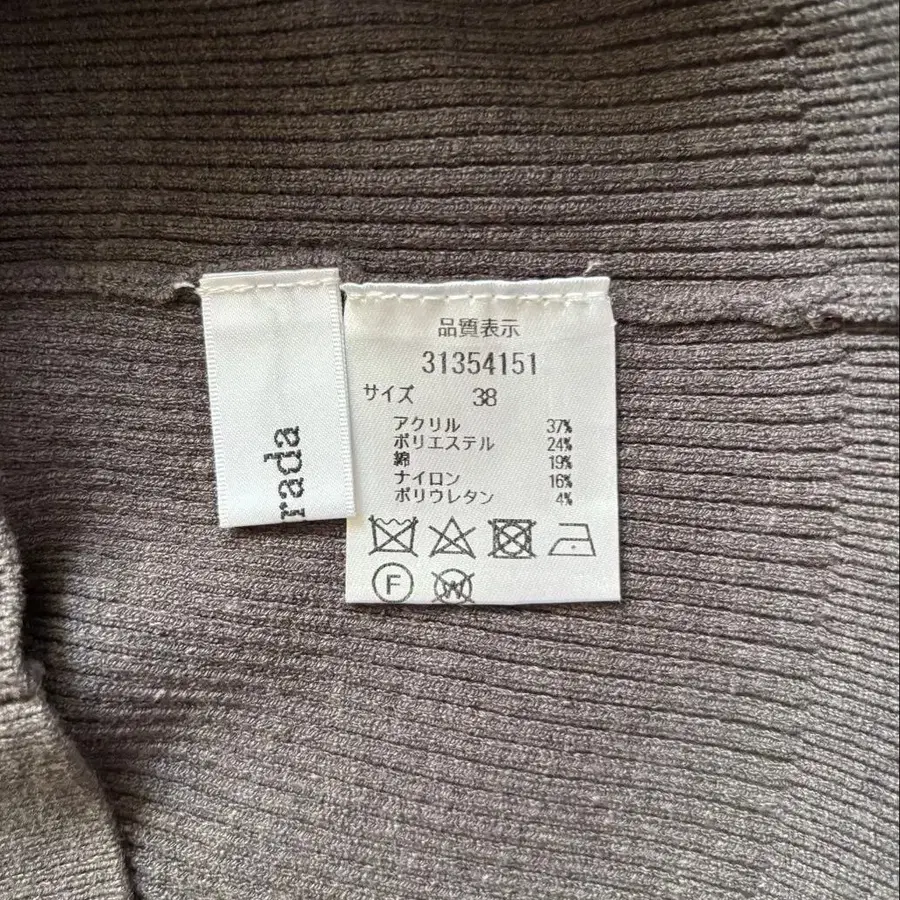 rada
品質表示
31354151
サイズ 38
アクリル 37%
ポリエステル 24%
綿 19%
ナイロン 16%
ポリウレタン 4%
F W